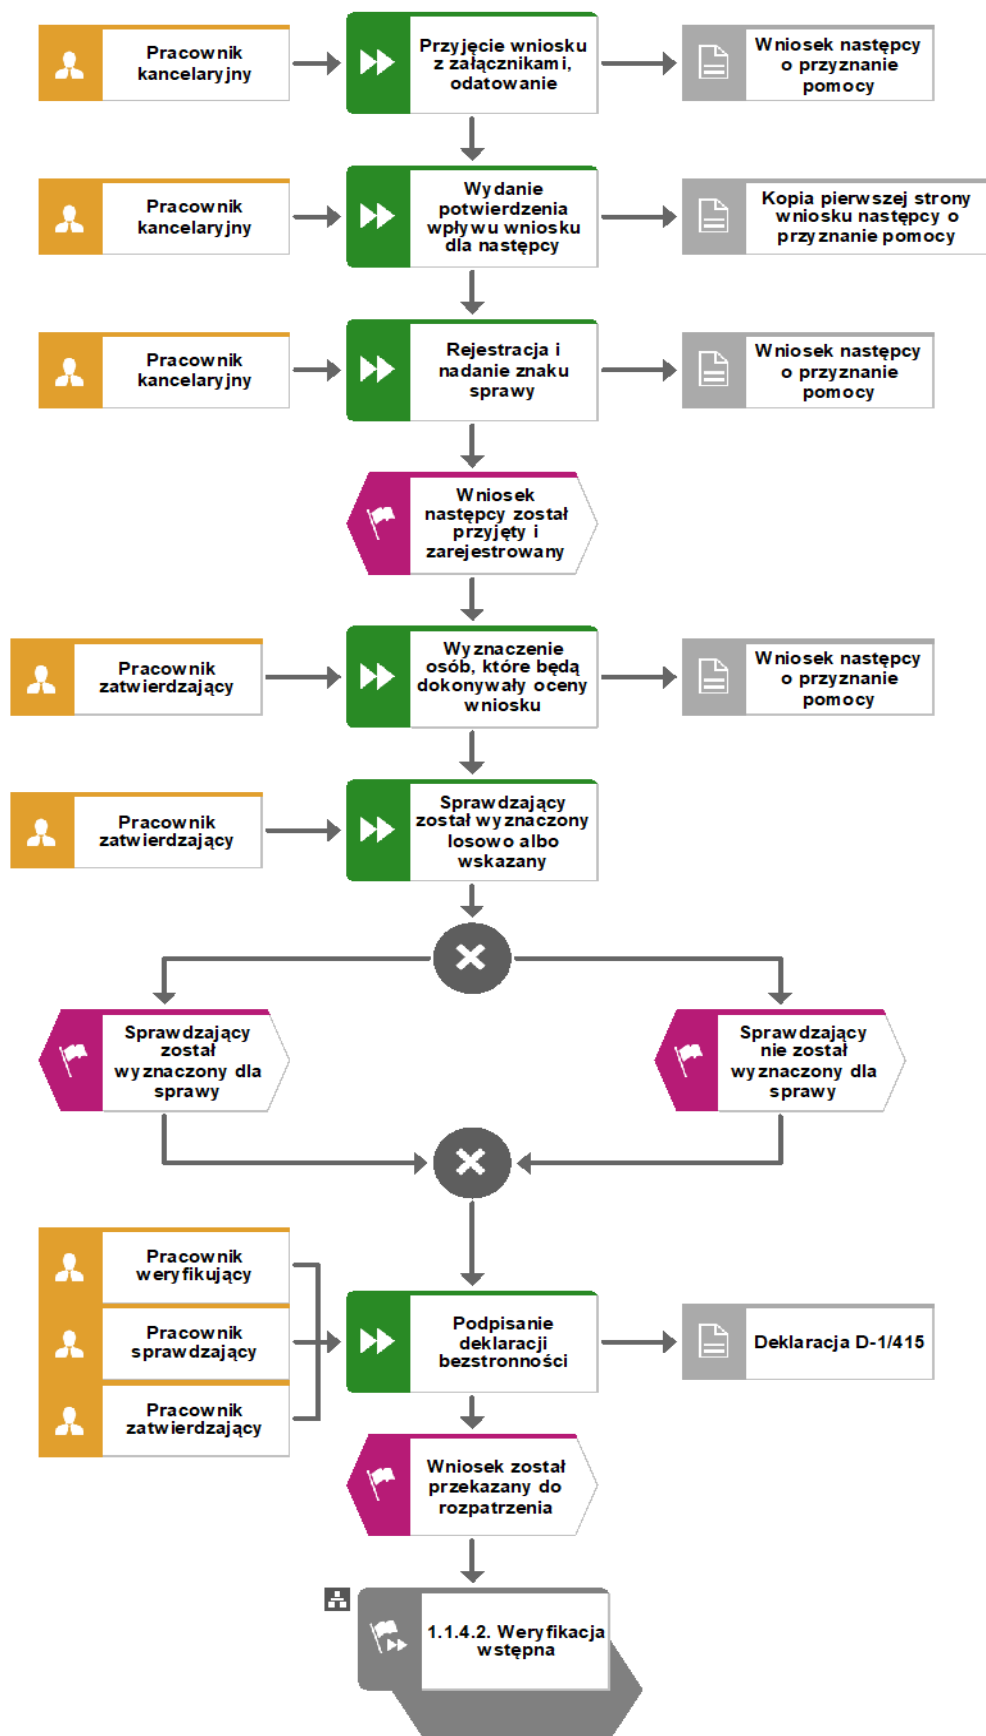 Pracownik
kancelaryjny
Przyjęcie wniosku
z załącznikami,
odatowanie
Wniosek następcy
o przyznanie
pomocy
Pracownik
kancelaryjny
Wydanie
potwierdzenia
wpływu wniosku
dla następcy
Kopia pierwszej strony
wniosku następcy o
przyznanie pomocy
Pracownik
kancelaryjny
Rejestracja i
nadanie znaku
sprawy
Wniosek następcy
o przyznanie
pomocy
Wniosek
następcy został
przyjęty i
zarejestrowany
Pracownik
zatwierdzający
Wyznaczenie
osób, które będą
dokonywały oceny
wniosku
Wniosek następcy
o przyznanie
pomocy
Pracownik
zatwierdzający
Sprawdzający
został wyznaczony
losowo albo
wskazany
Sprawdzający
został
wyznaczony dla
sprawy
Sprawdzający
nie został
wyznaczony dla
sprawy
Pracownik
weryfikujący
Pracownik
sprawdzający
Pracownik
zatwierdzający
Podpisanie
deklaracji
bezstronności
Deklaracja D-1/415
Wniosek został
przekazany do
rozpatrzenia
1.1.4.2. Weryfikacja
wstępna